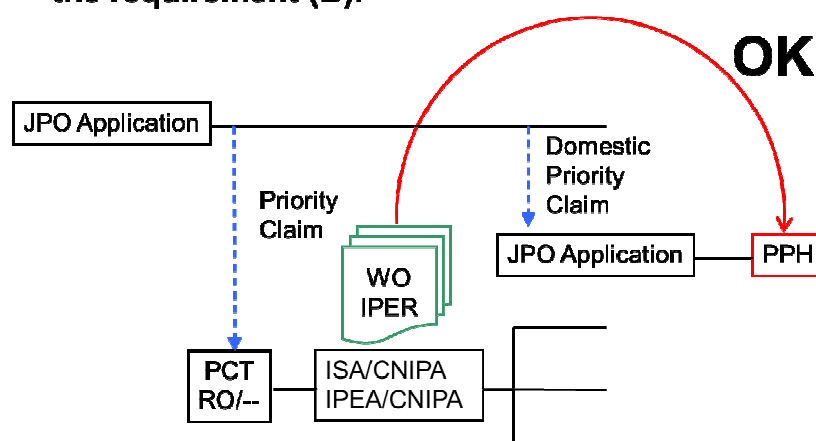 the requirement
OK
JPO Application
Domestic
Priority
Claim
Priority
Claim
JPO Application
PPH
WO
IPER
PCT
RO/--
ISA/CNIPA
IPEA/CNIPA